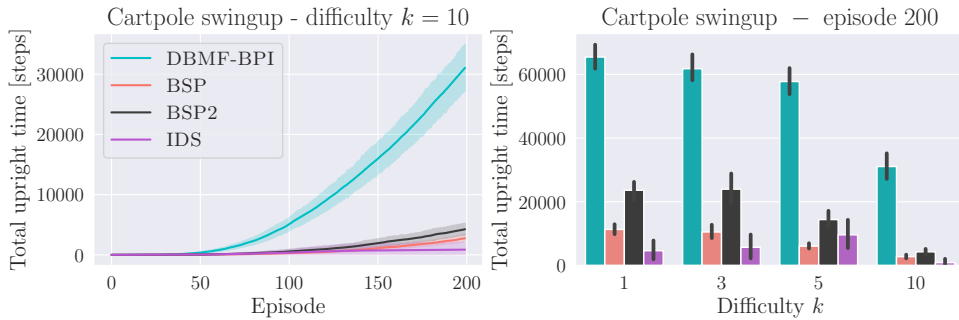 Cartpole swingup - difficulty k = 10
Total upright time [steps]
30000
20000
10000
0
DBMF-BPI
BSP
BSP2
IDS
0 50 100 150 200
Episode
Cartpole swingup − episode 200
Total upright time [steps]
60000
40000
20000
0
1 3 5 10
Difficulty k